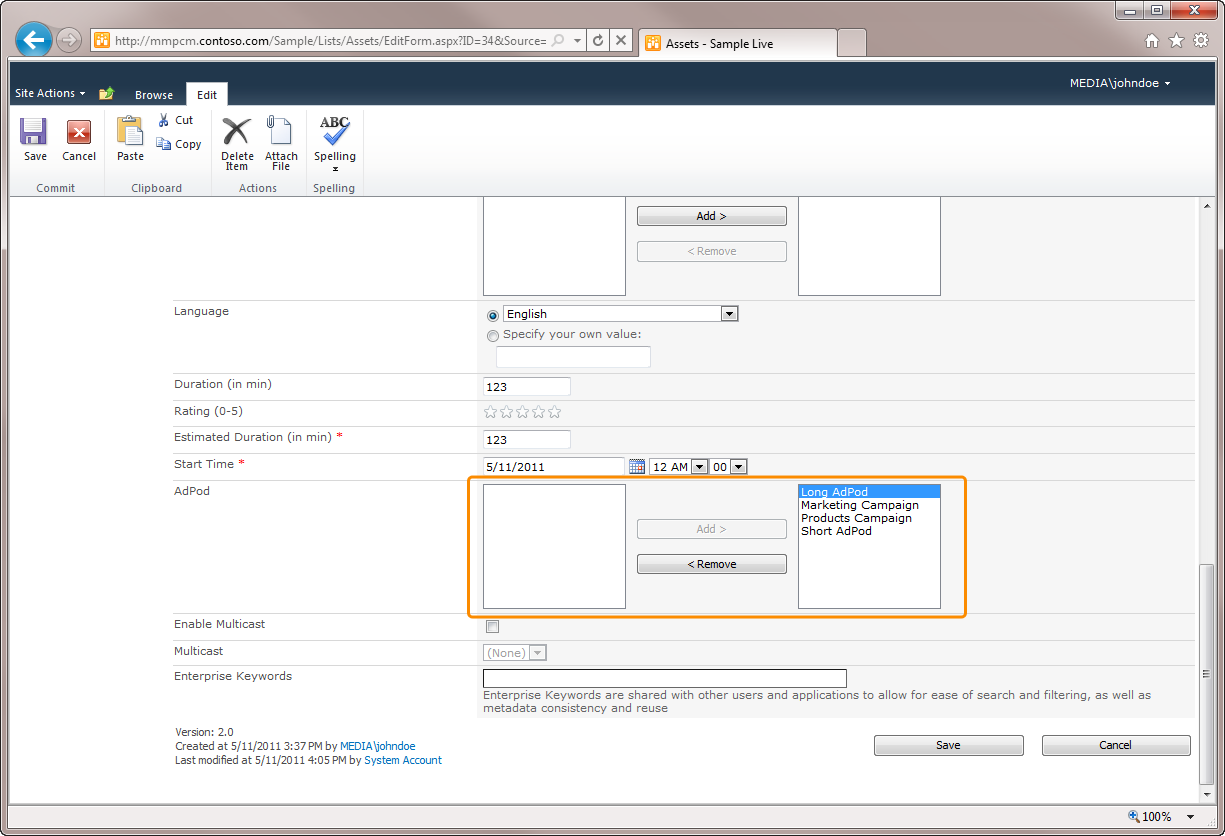 http://mmpcm.contoso.com/Sample/Lists/Assets/EditForm.aspx?ID=34&Source=
Assets - Sample Live
Site Actions
Browse
Edit
MEDIA\johndoe
Save
Cancel
Paste
Cut
Copy
Delete Item
Attach File
ABC
Spelling
Commit
Clipboard
Actions
Spelling
Add >
< Remove
Language
English
Specify your own value:
Duration (in min)
123
Rating (0-5)
Estimated Duration (in min) *
123
Start Time *
5/11/2011
12 AM
00
AdPod
Add >
< Remove
Long AdPod
Marketing Campaign
Products Campaign
Short AdPod
Enable Multicast
Multicast
(None)
Enterprise Keywords
Enterprise Keywords are shared with other users and applications to allow for ease of search and filtering, as well as
metadata consistency and reuse
Version: 2.0
Created at 5/11/2011 3:37 PM by MEDIA\johndoe
Last modified at 5/11/2011 4:05 PM by System Account
Save
Cancel
100%